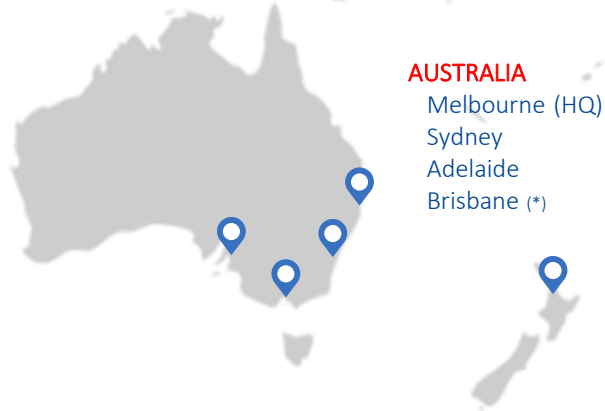 AUSTRALIA
Melbourne (HQ)
Sydney
Adelaide
Brisbane (*)